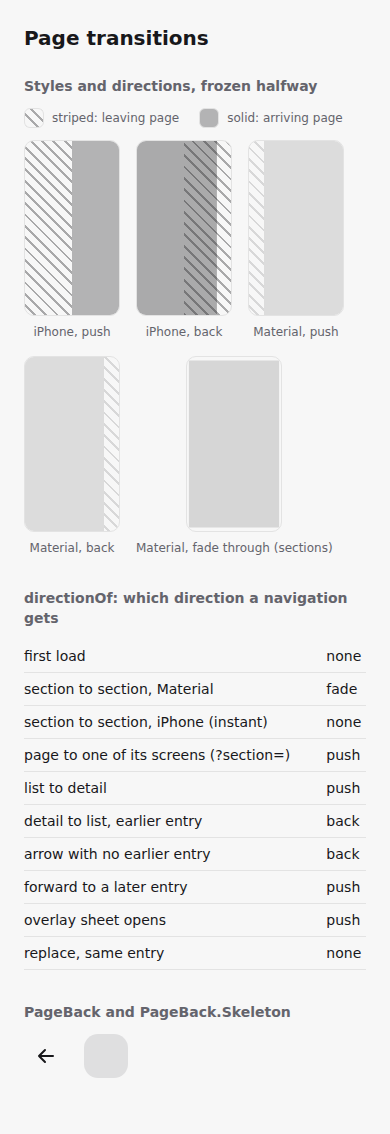 Page transitions
Styles and directions, frozen halfway
striped: leaving page solid: arriving page
iPhone, push iPhone, back Material, push
Material, back Material, fade through (sections)
directionOf: which direction a navigation
gets
first load none
section to section, Material fade
section to section, iPhone (instant) none
page to one of its screens (?section=) push
list to detail push
detail to list, earlier entry back
arrow with no earlier entry back
forward to a later entry push
overlay sheet opens push
replace, same entry none
PageBack and PageBack.Skeleton